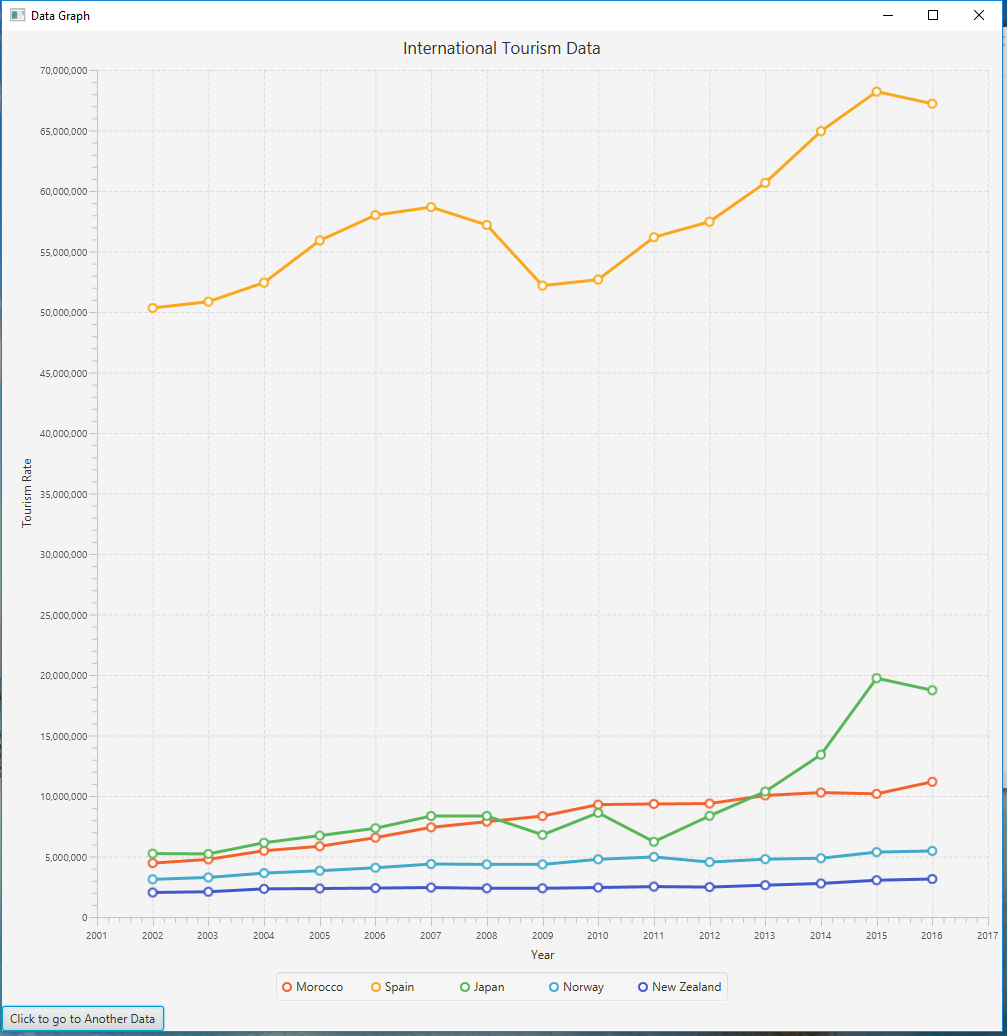 Data Graph
International Tourism Data
70,000,000
65,000,000
60,000,000
55,000,000
50,000,000
45,000,000
40,000,000
35,000,000
30,000,000
25,000,000
20,000,000
15,000,000
10,000,000
5,000,000
0
Tourism Rate
2001 2002 2003 2004 2005 2006 2007 2008 2009 2010 2011 2012 2013 2014 2015 2016 2017
Year
Morocco Spain Japan Norway New Zealand
Click to go to Another Data